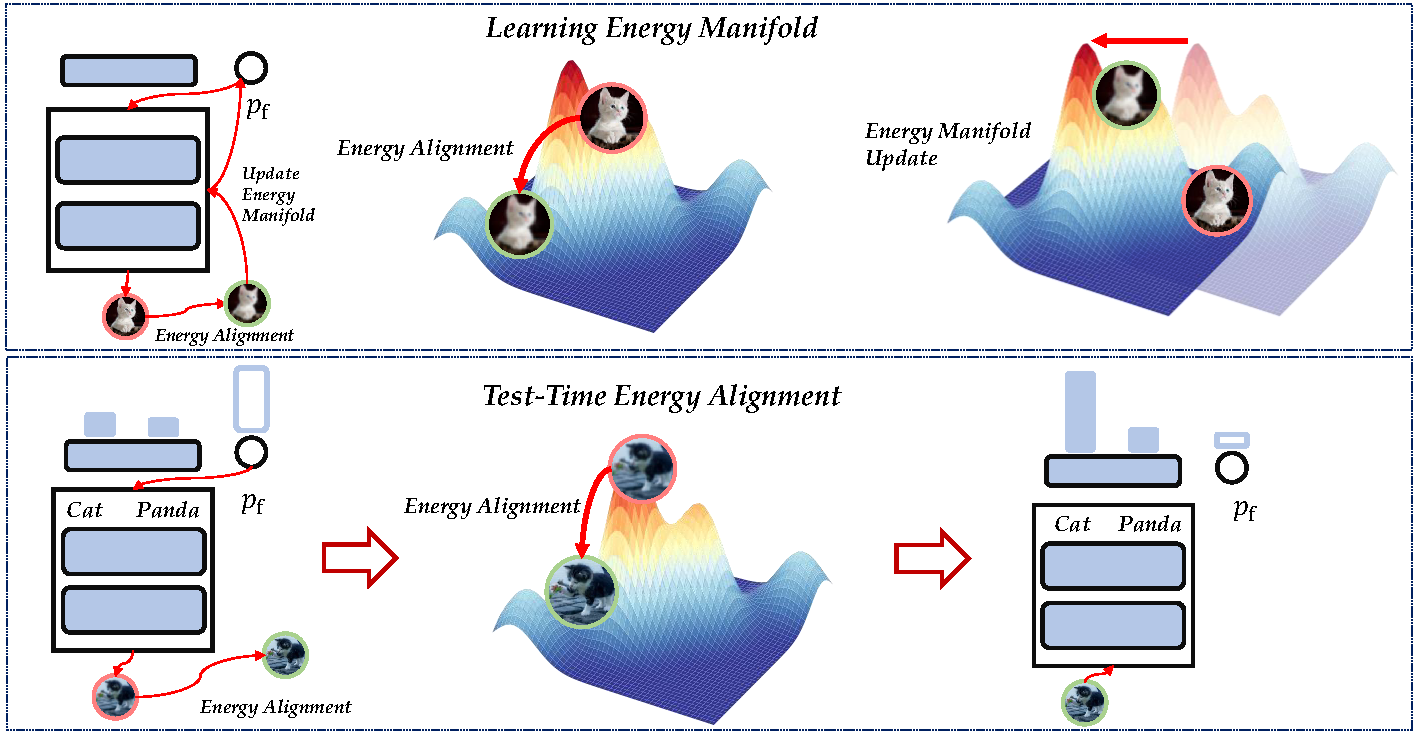 Learning Energy Manifold
p_f
Update
Energy
Manifold
Energy Alignment
Energy Alignment
Energy Manifold
Update
Test-Time Energy Alignment
p_f
Cat Panda
Energy Alignment
Energy Alignment
p_f
Cat Panda